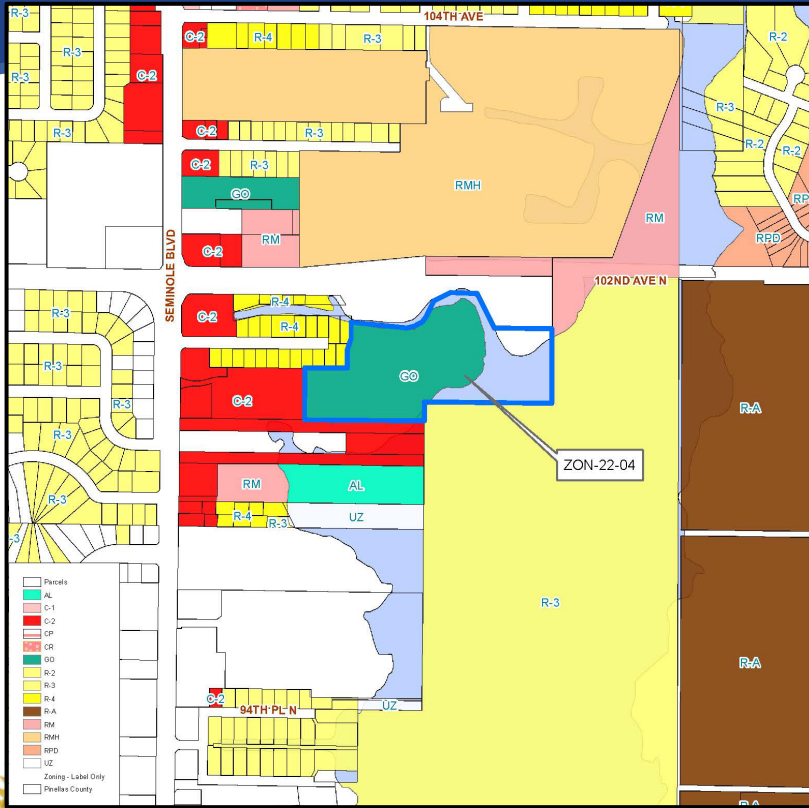 104TH AVE
R-3
C-2
R-4
R-3
R-2
R-3
R-3
C-2
R-3
R-3
C-2
R-3
R-2
R-2
C-2
R-3
RMH
GO
RM
RP
RM
C-2
RPD
SEMINOLE BLVD
102ND AVE N
R-3
R-4
C-2
R-4
R-3
GO
R-3
C-2
R-A
R-3
ZON-22-04
RM
AL
R-3
R-4
R-3
UZ
-3
R-3
Parcels
AL
C-1
C-2
CP
CR
GO
R-2
R-3
R-4
R-A
RM
RMH
RPD
UZ
Zoning - Label Only
Pinellas County
R-A
C-2
94TH PL N
UZ
R-A